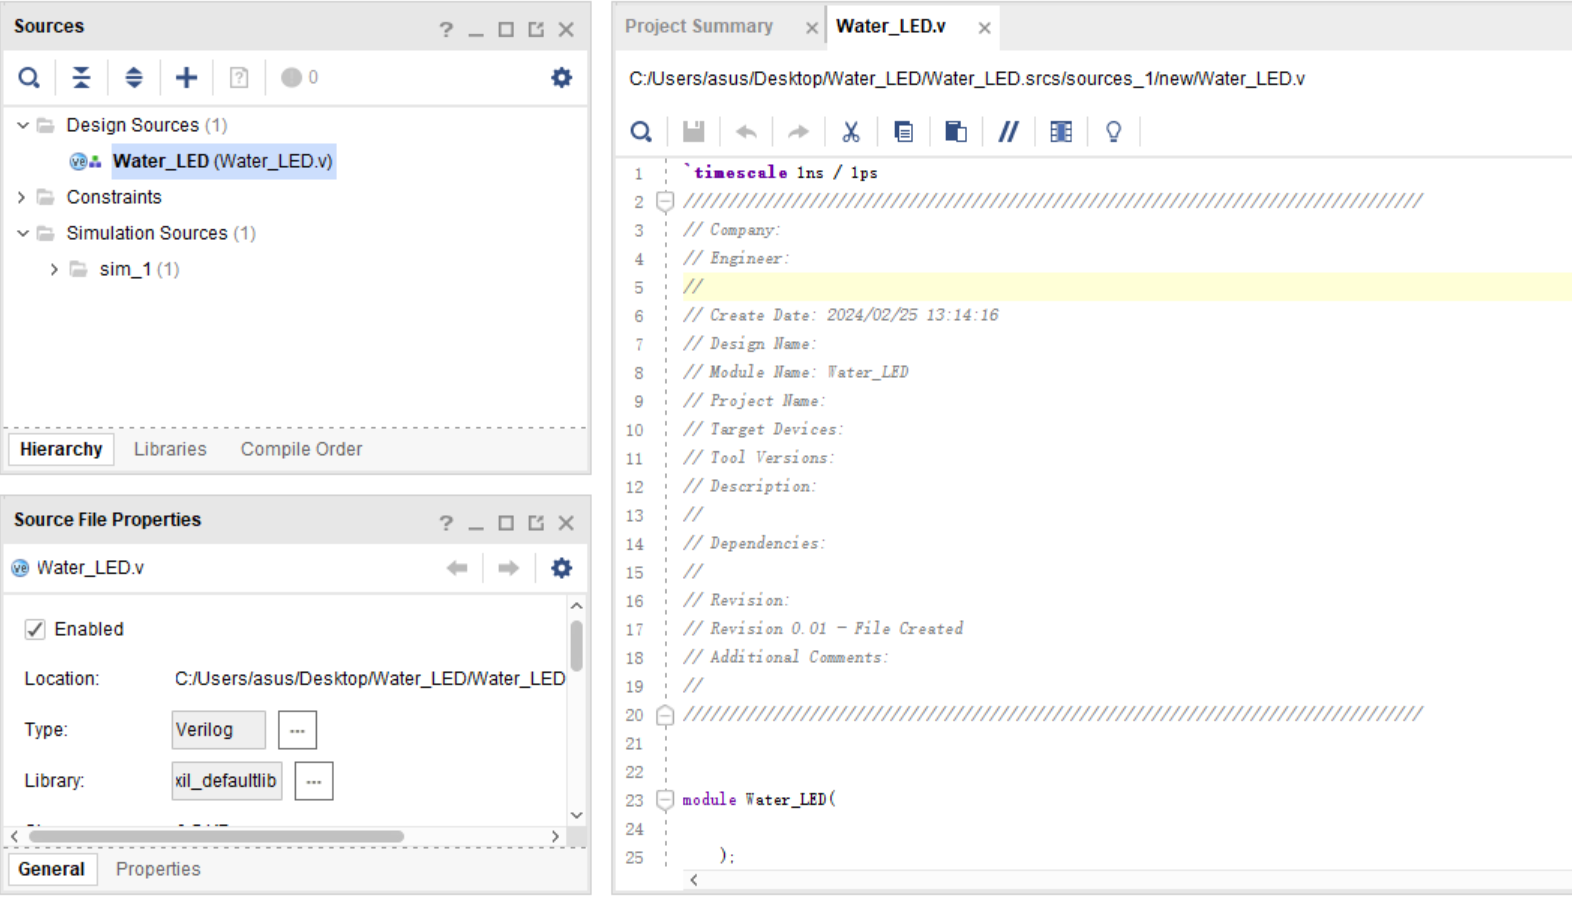 Sources
? _
0
Design Sources (1)
Water_LED (Water_LED.v)
Constraints
Simulation Sources (1)
sim_1 (1)
Hierarchy Libraries Compile Order
Source File Properties
?
Water_LED.v
Enabled
Location: C:/Users/asus/Desktop/Water_LED/Water_LED
Type: Verilog ...
Library: xil_defaultlib ...
General Properties
Project Summary Water_LED.v
C:/Users/asus/Desktop/Water_LED/Water_LED.srcs/sources_1/new/Water_LED.v
1 `timescale 1ns / 1ps
2 //////////////////////////////////////////////////////////////////////////////////
3 // Company:
4 // Engineer:
5 //
6 // Create Date: 2024/02/25 13:14:16
7 // Design Name:
8 // Module Name: Water_LED
9 // Project Name:
10 // Target Devices:
11 // Tool Versions:
12 // Description:
13 //
14 // Dependencies:
15 //
16 // Revision:
17 // Revision 0.01 - File Created
18 // Additional Comments:
19 //
20 //////////////////////////////////////////////////////////////////////////////////
21
22
23 module Water_LED(
24
25 );